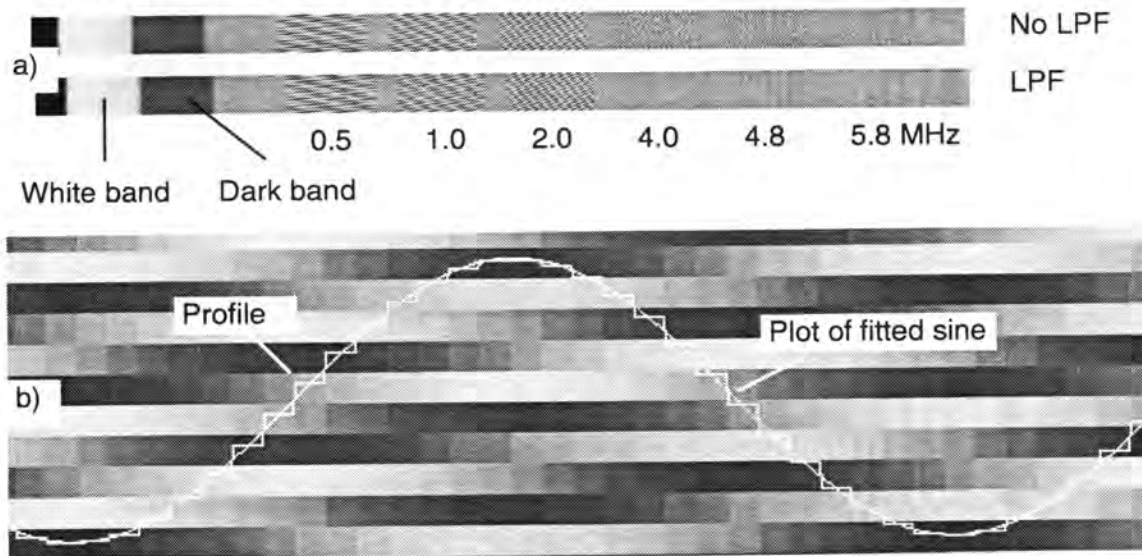 No LPF
a)
LPF
0.5 1.0 2.0 4.0 4.8 5.8 MHz
White band Dark band
Profile
Plot of fitted sine
b)